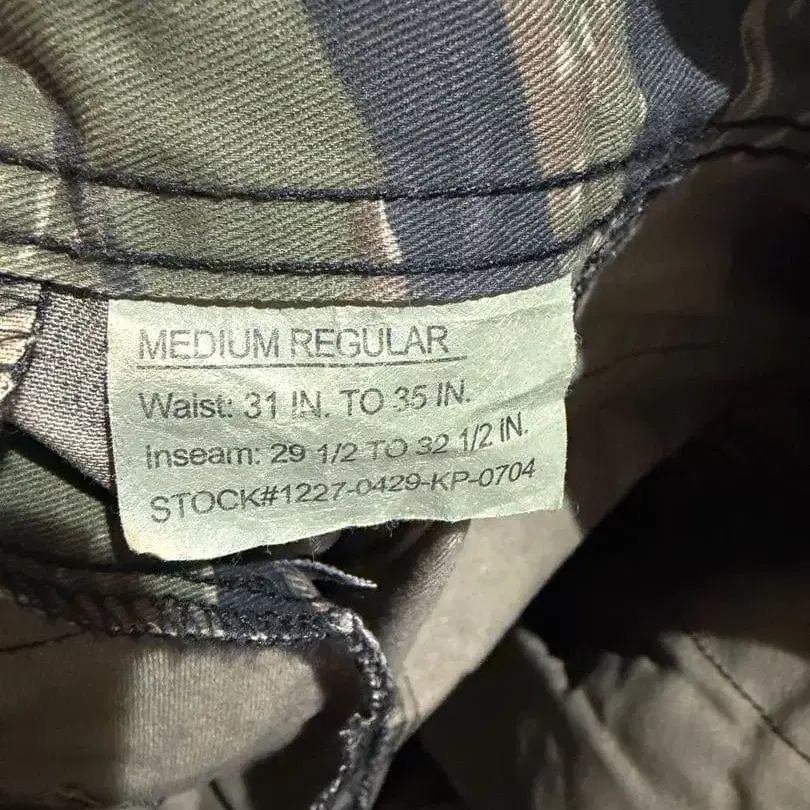 MEDIUM REGULAR
Waist: 31 IN. TO 35 IN.
Inseam: 29 1/2 TO 32 1/2 IN.
STOCK#1227-0429-KP-0704